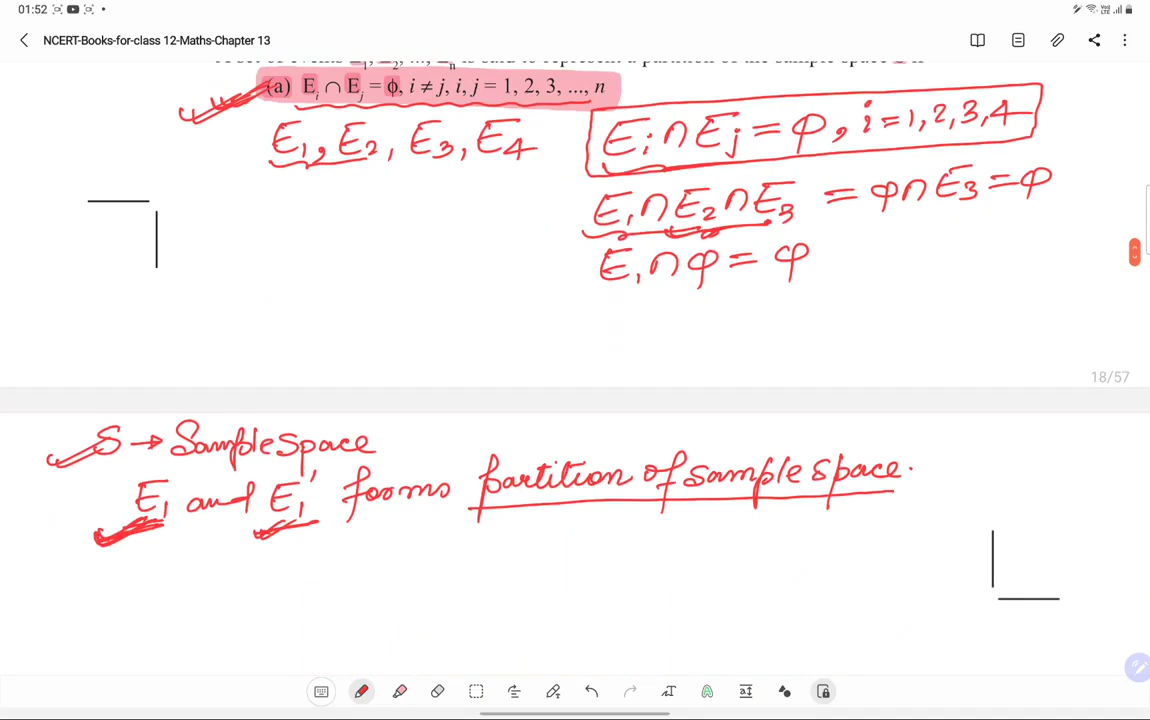 01:52
NCERT-Books-for-class 12-Maths-Chapter 13
(a) Eᵢ ∩ Eⱼ = ϕ, i ≠ j, i, j = 1, 2, 3, ..., n
E₁, E₂, E₃, E₄
Eᵢ ∩ Eⱼ = φ, i = 1, 2, 3, 4
E₁ ∩ E₂ ∩ E₃ = φ ∩ E₃ = φ
E₁ ∩ φ = φ
18/57
S → Sample space
E₁ and E₁' forms partition of sample space.